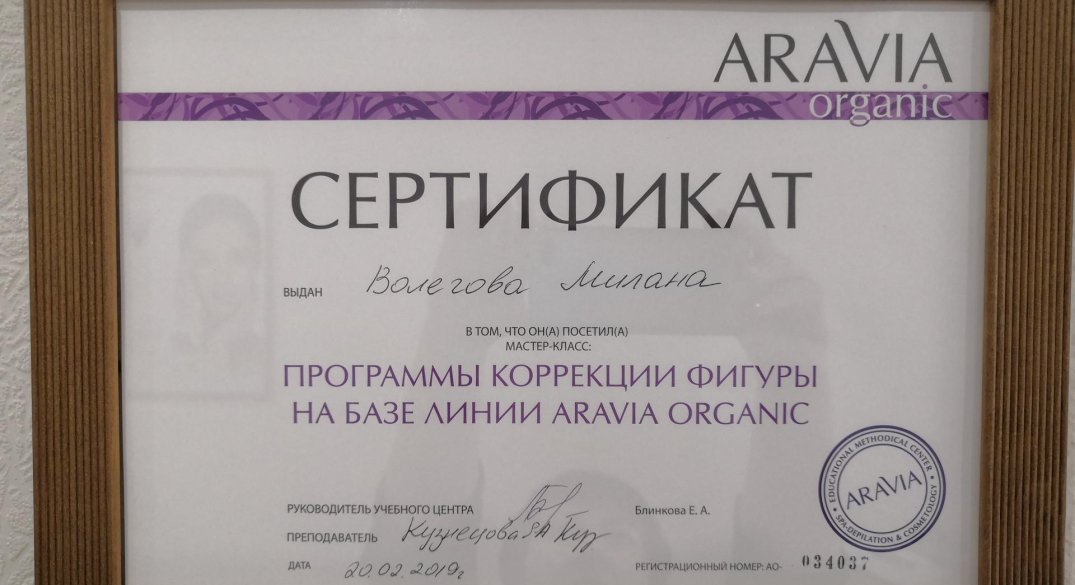 ARAVIA
organic
СЕРТИФИКАТ
ВЫДАН Волегова Милана
В ТОМ, ЧТО ОН(А) ПОСЕТИЛ(А)
МАСТЕР-КЛАСС:
ПРОГРАММЫ КОРРЕКЦИИ ФИГУРЫ
НА БАЗЕ ЛИНИИ ARAVIA ORGANIC
РУКОВОДИТЕЛЬ УЧЕБНОГО ЦЕНТРА Блинкова Е. А.
ПРЕПОДАВАТЕЛЬ Кузнецова
ДАТА 20.02.2019г
РЕГИСТРАЦИОННЫЙ НОМЕР: АО- 034037
EDUCATIONAL METHODICAL CENTER
ARAVIA
SPA-DEPILATION & COSMETOLOGY